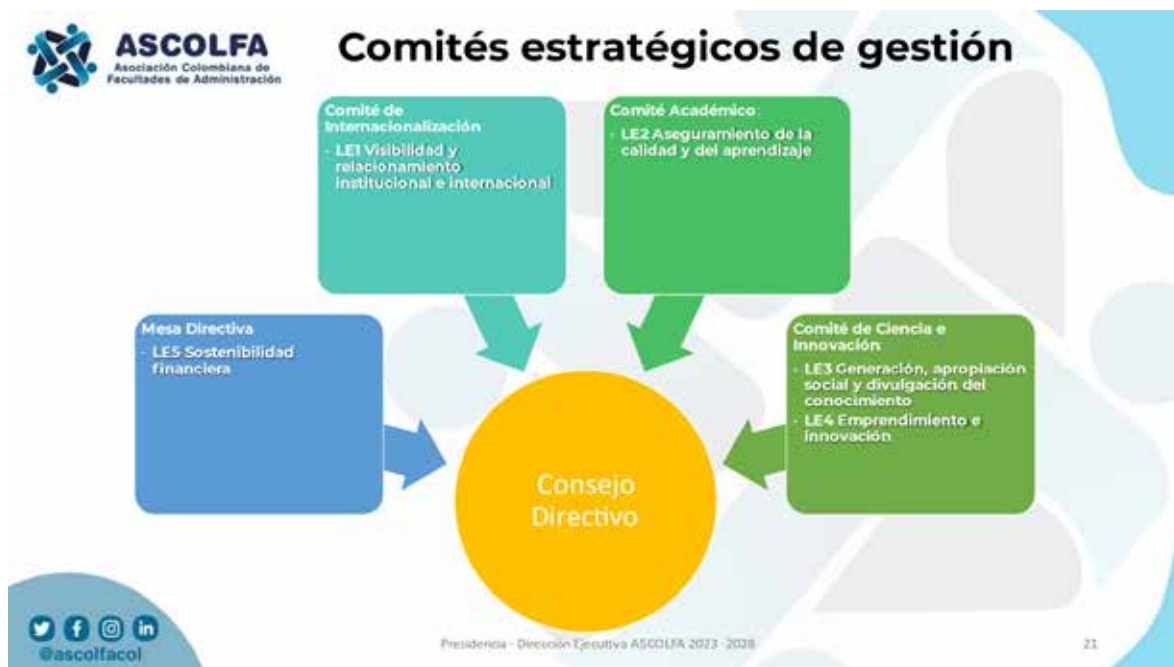 ASCOLFA
Asociación Colombiana de
Facultades de Administración
Comités estratégicos de gestión
Comité de
Internacionalización
- LE1 Visibilidad y
relacionamiento
institucional e internacional
Comité Académico
- LE2 Aseguramiento de la
calidad y del aprendizaje
Mesa Directiva
- LE5 Sostenibilidad
financiera
Comité de Ciencia e
Innovación
- LE3 Generación, apropiación
social y divulgación del
conocimiento
- LE4 Emprendimiento e
innovación
Consejo
Directivo
@ascolfacol
Presidencia - Dirección Ejecutiva ASCOLFA 2023 -2028
21